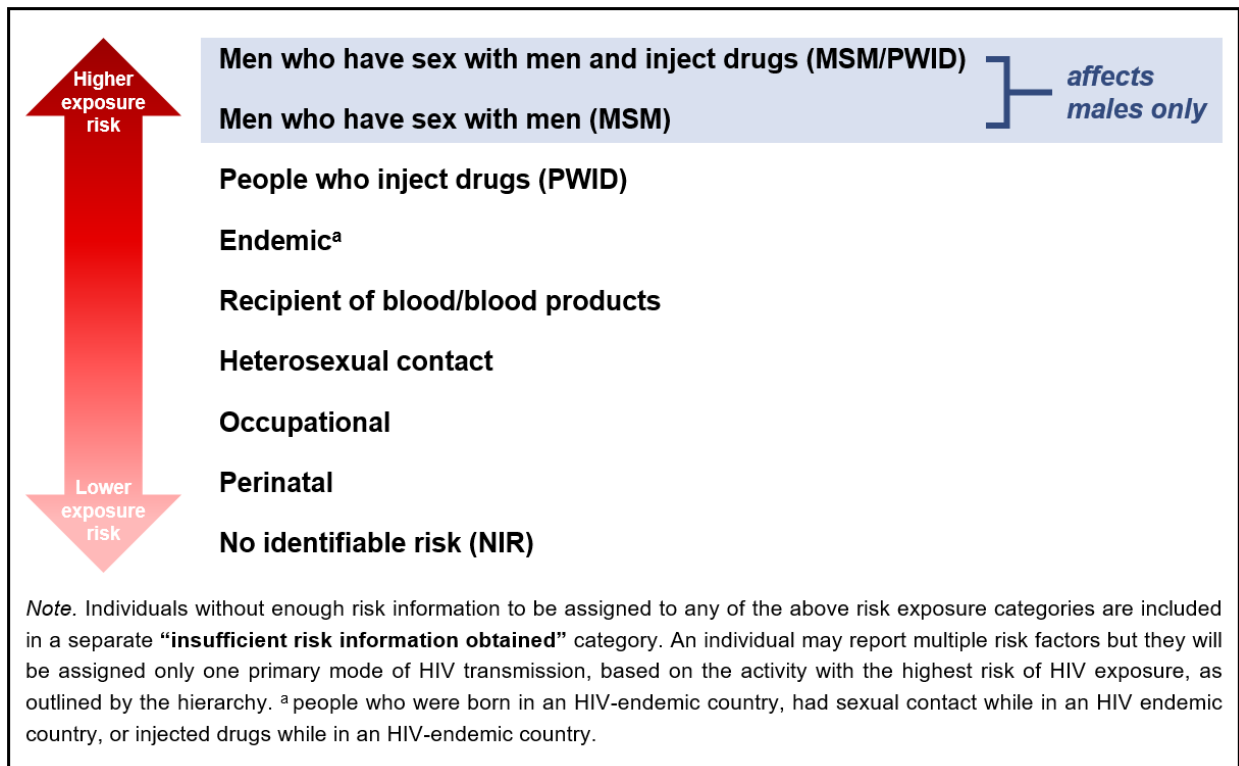 Higher
exposure
risk
Men who have sex with men and inject drugs (MSM/PWID)
Men who have sex with men (MSM)
affects
males only
People who inject drugs (PWID)
Endemicᵃ
Recipient of blood/blood products
Heterosexual contact
Occupational
Perinatal
Lower
exposure
risk
No identifiable risk (NIR)
Note. Individuals without enough risk information to be assigned to any of the above risk exposure categories are included
in a separate “insufficient risk information obtained” category. An individual may report multiple risk factors but they will
be assigned only one primary mode of HIV transmission, based on the activity with the highest risk of HIV exposure, as
outlined by the hierarchy. ᵃ people who were born in an HIV-endemic country, had sexual contact while in an HIV endemic
country, or injected drugs while in an HIV-endemic country.